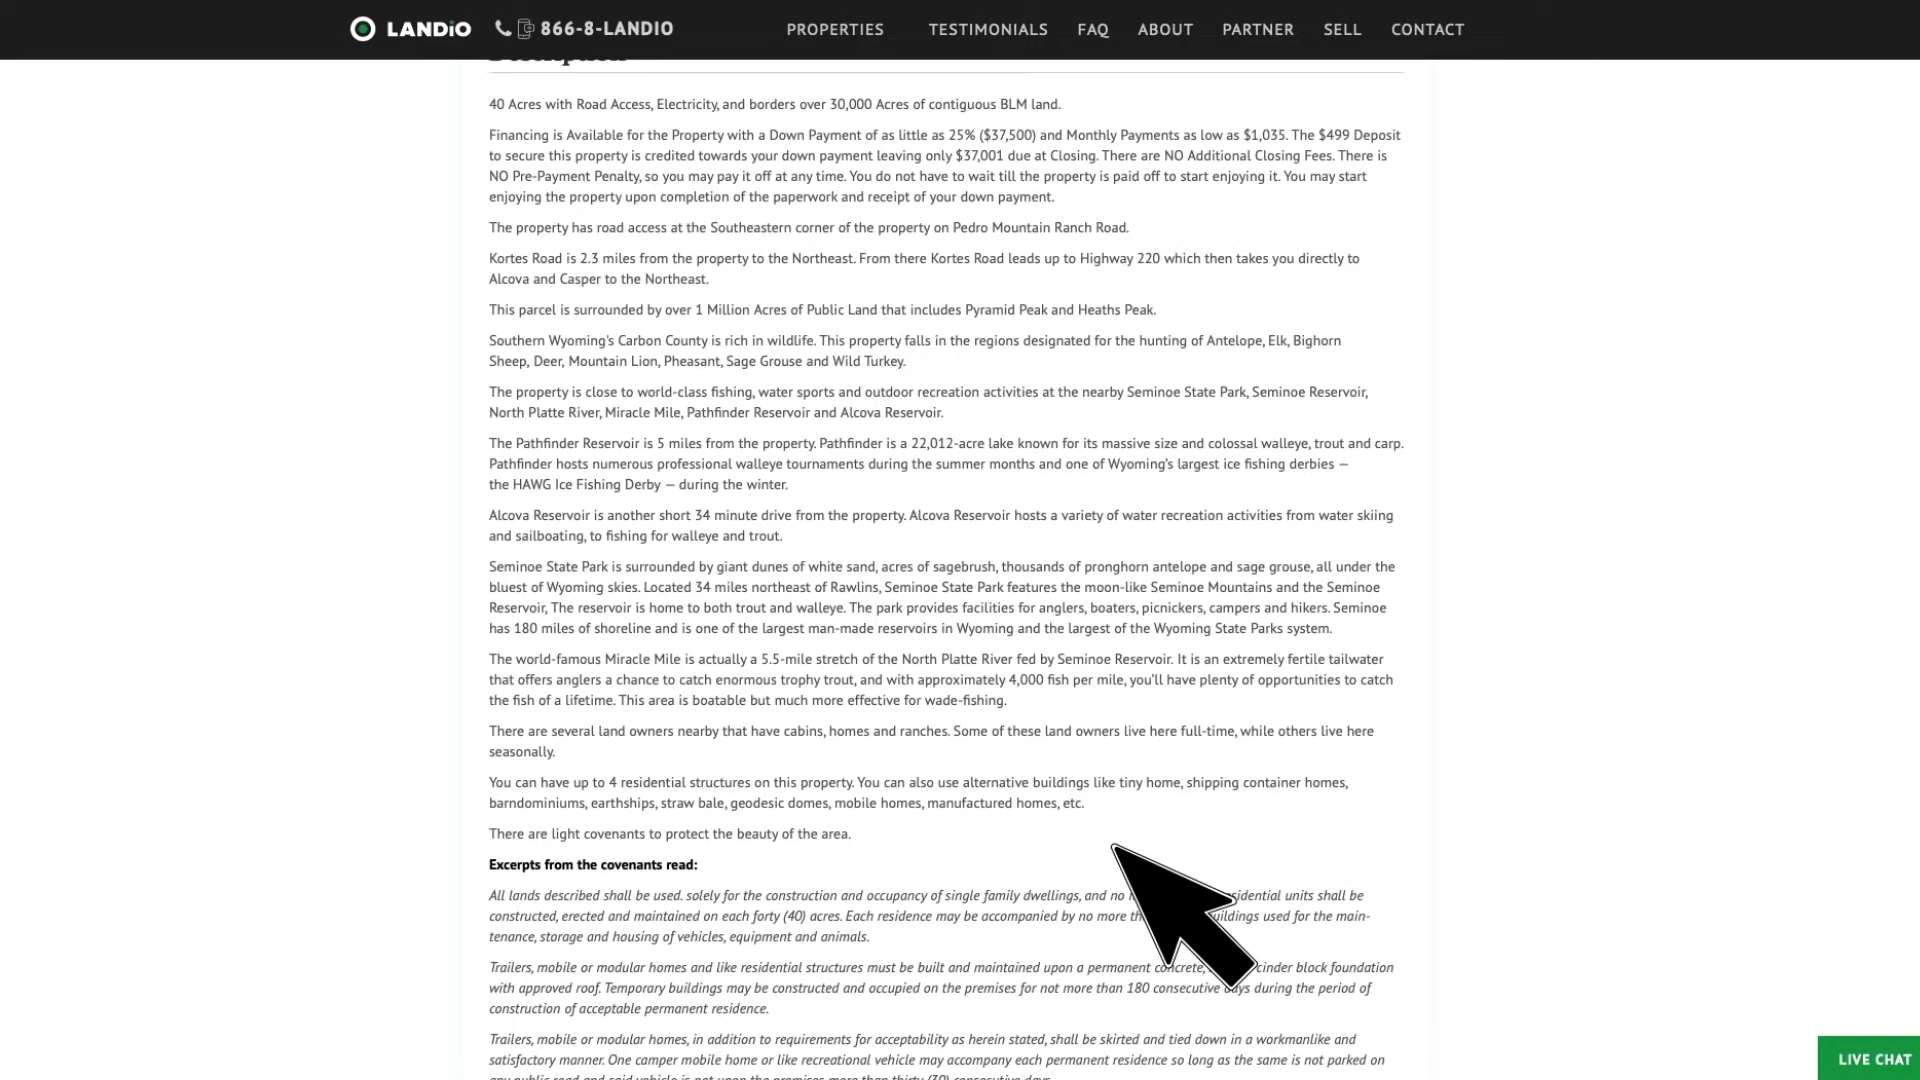 LANDiO 866-8-LANDIO PROPERTIES TESTIMONIALS FAQ ABOUT PARTNER SELL CONTACT
Description
40 Acres with Road Access, Electricity, and borders over 30,000 Acres of contiguous BLM land.
Financing is Available for the Property with a Down Payment of as little as 25% ($37,500) and Monthly Payments as low as $1,035. The $499 Deposit
to secure this property is credited towards your down payment leaving only $37,001 due at Closing. There are NO Additional Closing Fees. There is
NO Pre-Payment Penalty, so you may pay it off at any time. You do not have to wait till the property is paid off to start enjoying it. You may start
enjoying the property upon completion of the paperwork and receipt of your down payment.
The property has road access at the Southeastern corner of the property on Pedro Mountain Ranch Road.
Kortes Road is 2.3 miles from the property to the Northeast. From there Kortes Road leads up to Highway 220 which then takes you directly to
Alcova and Casper to the Northeast.
This parcel is surrounded by over 1 Million Acres of Public Land that includes Pyramid Peak and Heaths Peak.
Southern Wyoming's Carbon County is rich in wildlife. This property falls in the regions designated for the hunting of Antelope, Elk, Bighorn
Sheep, Deer, Mountain Lion, Pheasant, Sage Grouse and Wild Turkey.
The property is close to world-class fishing, water sports and outdoor recreation activities at the nearby Seminoe State Park, Seminoe Reservoir,
North Platte River, Miracle Mile, Pathfinder Reservoir and Alcova Reservoir.
The Pathfinder Reservoir is 5 miles from the property. Pathfinder is a 22,012-acre lake known for its massive size and colossal walleye, trout and carp.
Pathfinder hosts numerous professional walleye tournaments during the summer months and one of Wyoming's largest ice fishing derbies —
the HAWG Ice Fishing Derby — during the winter.
Alcova Reservoir is another short 34 minute drive from the property. Alcova Reservoir hosts a variety of water recreation activities from water skiing
and sailboating, to fishing for walleye and trout.
Seminoe State Park is surrounded by giant dunes of white sand, acres of sagebrush, thousands of pronghorn antelope and sage grouse, all under the
bluest of Wyoming skies. Located 34 miles northeast of Rawlins, Seminoe State Park features the moon-like Seminoe Mountains and the Seminoe
Reservoir, The reservoir is home to both trout and walleye. The park provides facilities for anglers, boaters, picnickers, campers and hikers. Seminoe
has 180 miles of shoreline and is one of the largest man-made reservoirs in Wyoming and the largest of the Wyoming State Parks system.
The world-famous Miracle Mile is actually a 5.5-mile stretch of the North Platte River fed by Seminoe Reservoir. It is an extremely fertile tailwater
that offers anglers a chance to catch enormous trophy trout, and with approximately 4,000 fish per mile, you'll have plenty of opportunities to catch
the fish of a lifetime. This area is boatable but much more effective for wade-fishing.
There are several land owners nearby that have cabins, homes and ranches. Some of these land owners live here full-time, while others live here
seasonally.
You can have up to 4 residential structures on this property. You can also use alternative buildings like tiny home, shipping container homes,
barndominiums, earthships, straw bale, geodesic domes, mobile homes, manufactured homes, etc.
There are light covenants to protect the beauty of the area.
Excerpts from the covenants read:
All lands described shall be used. solely for the construction and occupancy of single family dwellings, and no residential units shall be
constructed, erected and maintained on each forty (40) acres. Each residence may be accompanied by no more buildings used for the main-
tenance, storage and housing of vehicles, equipment and animals.
Trailers, mobile or modular homes and like residential structures must be built and maintained upon a permanent concrete, cinder block foundation
with approved roof. Temporary buildings may be constructed and occupied on the premises for not more than 180 consecutive days during the period of
construction of acceptable permanent residence.
Trailers, mobile or modular homes, in addition to requirements for acceptability as herein stated, shall be skirted and tied down in a workmanlike and
satisfactory manner. One camper mobile home or like recreational vehicle may accompany each permanent residence so long as the same is not parked on
any public road and said vehicle is not upon the premises more than thirty (30) consecutive days.
LIVE CHAT